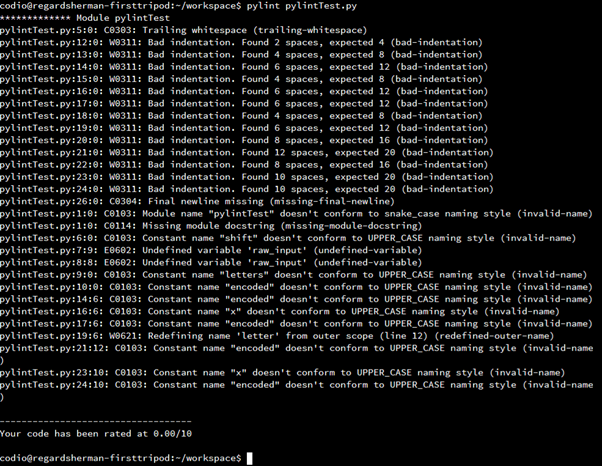 codio@regardsherman-firsttripod:~/workspace$ pylint pylintTest.py
************* Module pylintTest
pylintTest.py:5:0: C0303: Trailing whitespace (trailing-whitespace)
pylintTest.py:12:0: W0311: Bad indentation. Found 2 spaces, expected 4 (bad-indentation)
pylintTest.py:13:0: W0311: Bad indentation. Found 4 spaces, expected 8 (bad-indentation)
pylintTest.py:14:0: W0311: Bad indentation. Found 6 spaces, expected 12 (bad-indentation)
pylintTest.py:15:0: W0311: Bad indentation. Found 4 spaces, expected 8 (bad-indentation)
pylintTest.py:16:0: W0311: Bad indentation. Found 6 spaces, expected 12 (bad-indentation)
pylintTest.py:17:0: W0311: Bad indentation. Found 6 spaces, expected 12 (bad-indentation)
pylintTest.py:18:0: W0311: Bad indentation. Found 4 spaces, expected 8 (bad-indentation)
pylintTest.py:19:0: W0311: Bad indentation. Found 6 spaces, expected 12 (bad-indentation)
pylintTest.py:20:0: W0311: Bad indentation. Found 8 spaces, expected 16 (bad-indentation)
pylintTest.py:21:0: W0311: Bad indentation. Found 12 spaces, expected 20 (bad-indentation)
pylintTest.py:22:0: W0311: Bad indentation. Found 8 spaces, expected 16 (bad-indentation)
pylintTest.py:23:0: W0311: Bad indentation. Found 10 spaces, expected 20 (bad-indentation)
pylintTest.py:24:0: W0311: Bad indentation. Found 10 spaces, expected 20 (bad-indentation)
pylintTest.py:26:0: C0304: Final newline missing (missing-final-newline)
pylintTest.py:1:0: C0103: Module name "pylintTest" doesn't conform to snake_case naming style (invalid-name)
pylintTest.py:1:0: C0114: Missing module docstring (missing-module-docstring)
pylintTest.py:6:0: C0103: Constant name "shift" doesn't conform to UPPER_CASE naming style (invalid-name)
pylintTest.py:7:9: E0602: Undefined variable 'raw_input' (undefined-variable)
pylintTest.py:8:8: E0602: Undefined variable 'raw_input' (undefined-variable)
pylintTest.py:9:0: C0103: Constant name "letters" doesn't conform to UPPER_CASE naming style (invalid-name)
pylintTest.py:10:0: C0103: Constant name "encoded" doesn't conform to UPPER_CASE naming style (invalid-name)
pylintTest.py:14:6: C0103: Constant name "encoded" doesn't conform to UPPER_CASE naming style (invalid-name)
pylintTest.py:16:6: C0103: Constant name "x" doesn't conform to UPPER_CASE naming style (invalid-name)
pylintTest.py:17:6: C0103: Constant name "encoded" doesn't conform to UPPER_CASE naming style (invalid-name)
pylintTest.py:19:6: W0621: Redefining name 'letter' from outer scope (line 12) (redefined-outer-name)
pylintTest.py:21:12: C0103: Constant name "encoded" doesn't conform to UPPER_CASE naming style (invalid-name
)
pylintTest.py:23:10: C0103: Constant name "x" doesn't conform to UPPER_CASE naming style (invalid-name)
pylintTest.py:24:10: C0103: Constant name "encoded" doesn't conform to UPPER_CASE naming style (invalid-name
)
-----------------------------------
Your code has been rated at 0.00/10
codio@regardsherman-firsttripod:~/workspace$